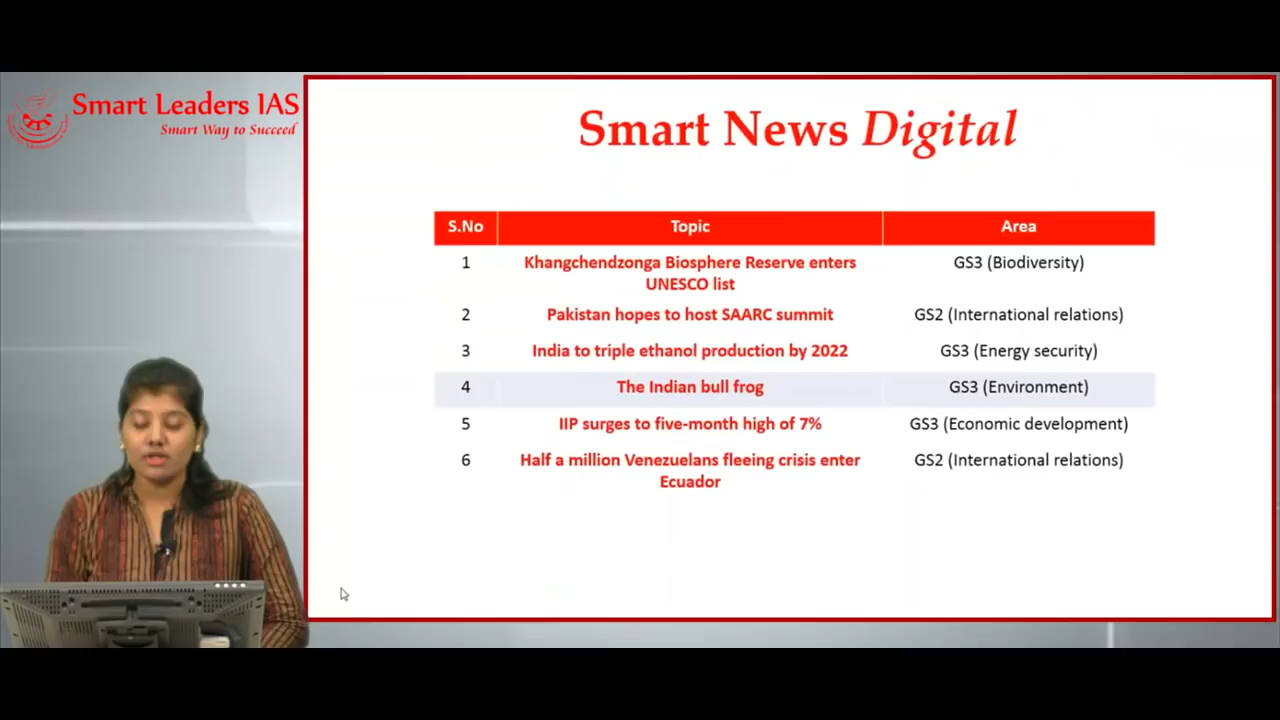 Smart Leaders IAS
Smart Way to Succeed
Smart News Digital
S.No Topic Area
1 Khangchendzonga Biosphere Reserve enters GS3 (Biodiversity)
UNESCO list
2 Pakistan hopes to host SAARC summit GS2 (International relations)
3 India to triple ethanol production by 2022 GS3 (Energy security)
4 The Indian bull frog GS3 (Environment)
5 IIP surges to five-month high of 7% GS3 (Economic development)
6 Half a million Venezuelans fleeing crisis enter GS2 (International relations)
Ecuador